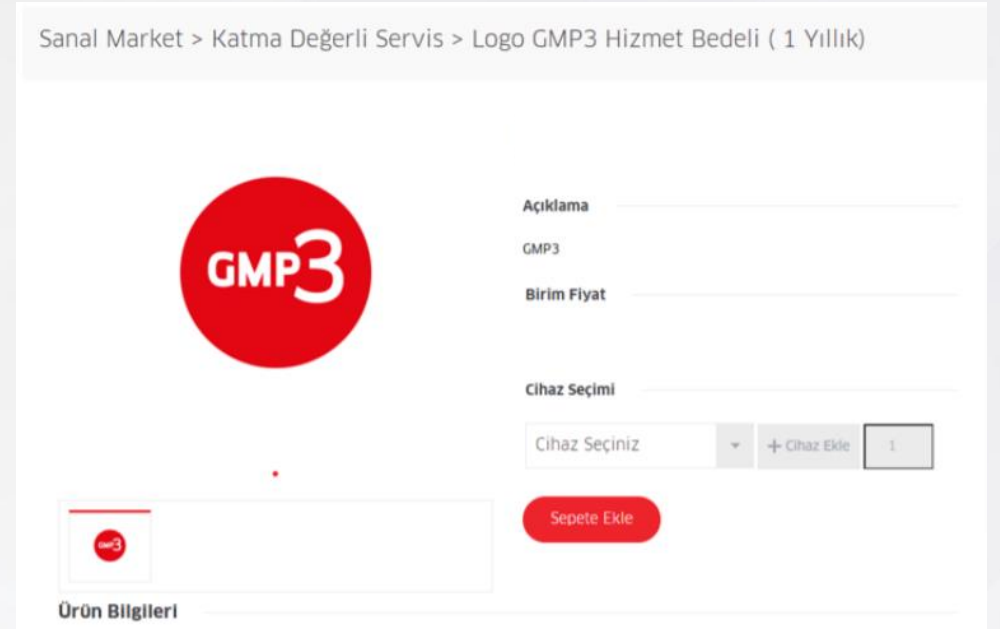 Sanal Market > Katma Değerli Servis > Logo GMP3 Hizmet Bedeli ( 1 Yıllık)
GMP3
Açıklama
GMP3
Birim Fiyat
Cihaz Seçimi
Cihaz Seçiniz + Cihaz Ekle 1
Sepete Ekle
GMP3
Ürün Bilgileri